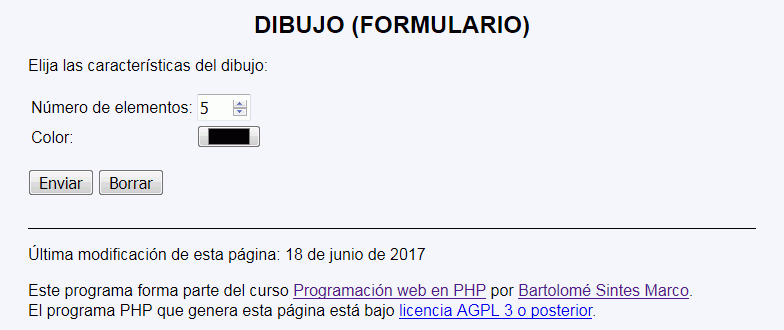 DIBUJO (FORMULARIO)
Elija las características del dibujo:
Número de elementos: 5
Color:
Enviar Borrar
Última modificación de esta página: 18 de junio de 2017
Este programa forma parte del curso Programación web en PHP por Bartolomé Sintes Marco.
El programa PHP que genera esta página está bajo licencia AGPL 3 o posterior.